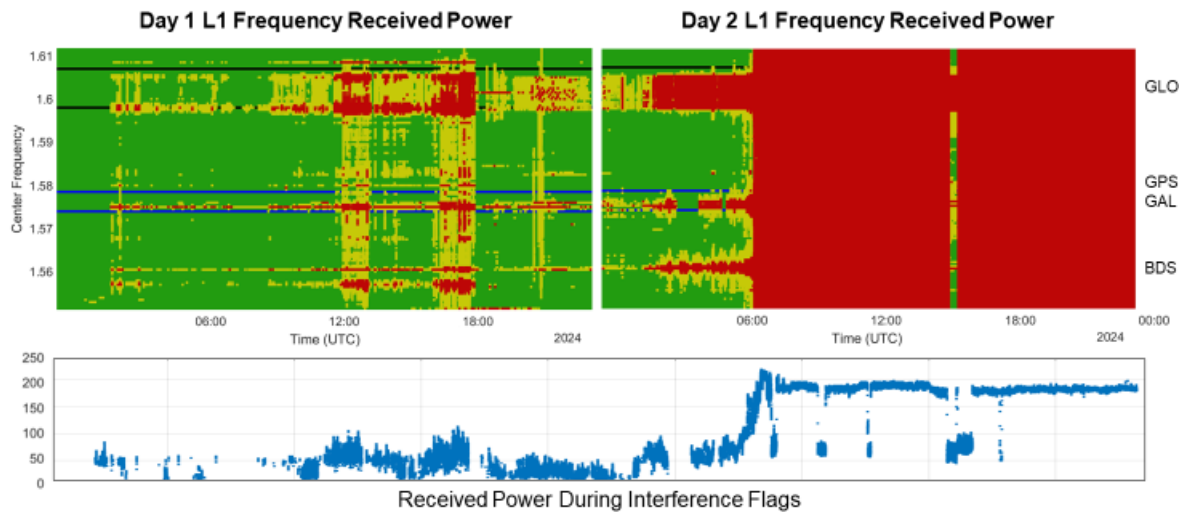 Day 1 L1 Frequency Received Power
Day 2 L1 Frequency Received Power
Center Frequency
1.61
1.6
1.59
1.58
1.57
1.56
GLO
GPS
GAL
BDS
06:00
12:00
18:00
06:00
12:00
18:00
00:00
Time (UTC)
2024
Time (UTC)
2024
250
200
150
100
50
0
Received Power During Interference Flags